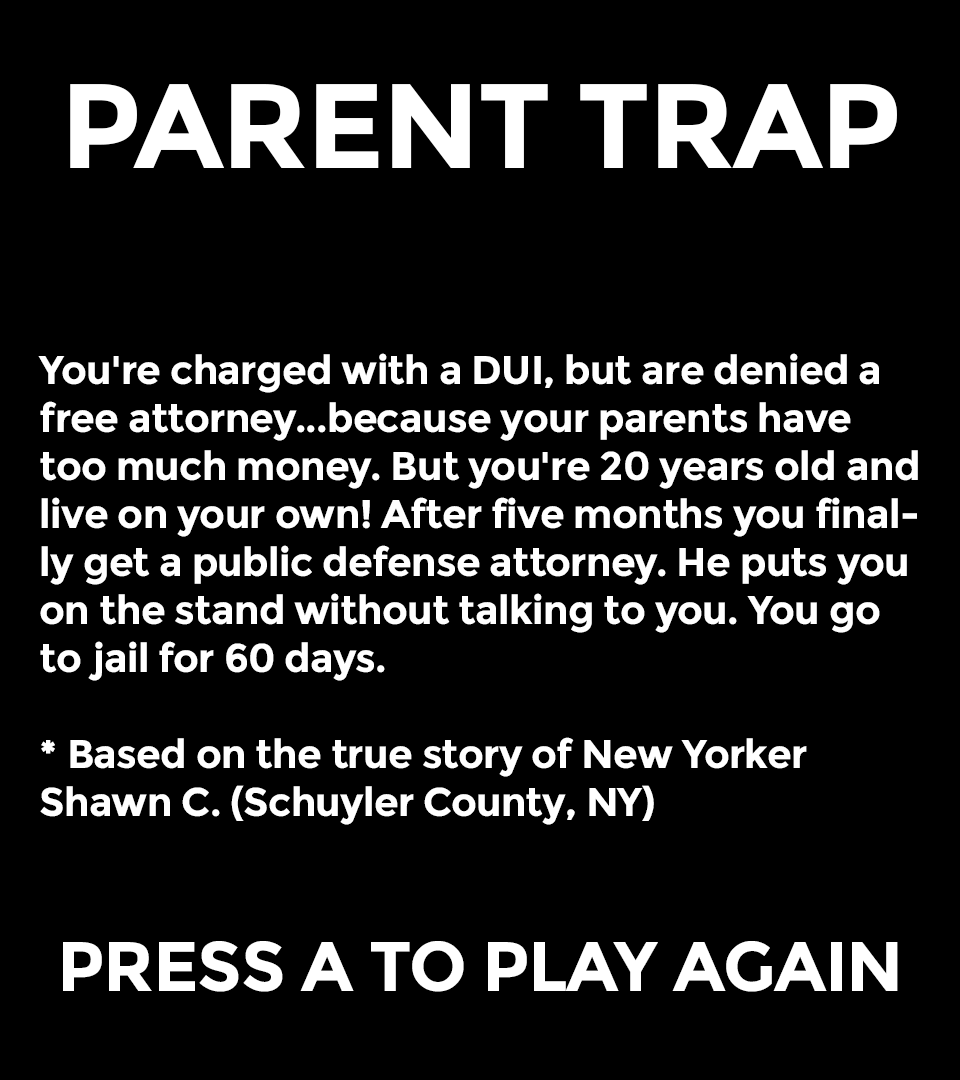 PARENT TRAP
You're charged with a DUI, but are denied a
free attorney...because your parents have
too much money. But you're 20 years old and
live on your own! After five months you final-
ly get a public defense attorney. He puts you
on the stand without talking to you. You go
to jail for 60 days.
* Based on the true story of New Yorker
Shawn C. (Schuyler County, NY)
PRESS A TO PLAY AGAIN